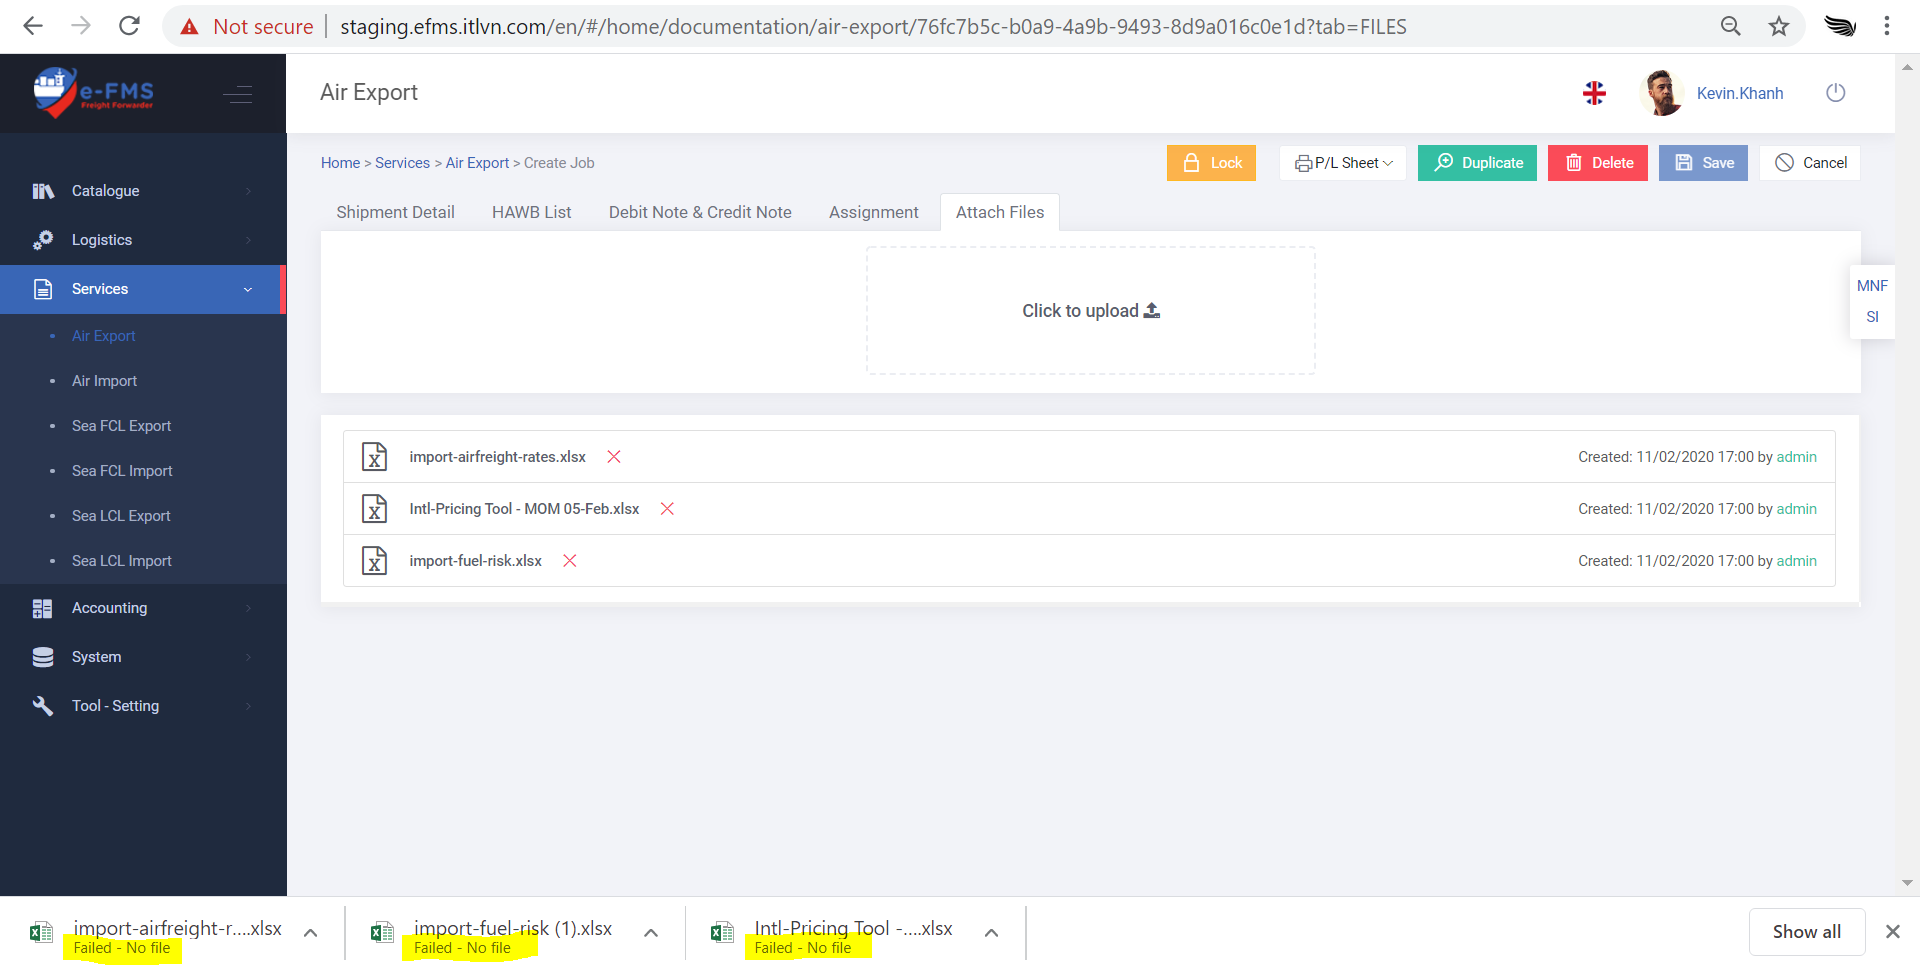 Not secure
staging.efms.itlvn.com/en/#/home/documentation/air-export/76fc7b5c-b0a9-4a9b-9493-8d9a016c0e1d?tab=FILES
e-FMS
Freight Forwarder
Air Export
Kevin.Khanh
Home > Services > Air Export > Create Job
Lock
P/L Sheet
Duplicate
Delete
Save
Cancel
Catalogue
Logistics
Services
Air Export
Air Import
Sea FCL Export
Sea FCL Import
Sea LCL Export
Sea LCL Import
Accounting
System
Tool - Setting
Shipment Detail
HAWB List
Debit Note & Credit Note
Assignment
Attach Files
Click to upload
MNF
SI
import-airfreight-rates.xlsx
Created: 11/02/2020 17:00 by admin
Intl-Pricing Tool - MOM 05-Feb.xlsx
Created: 11/02/2020 17:00 by admin
import-fuel-risk.xlsx
Created: 11/02/2020 17:00 by admin
import-airfreight-r....xlsx
Failed - No file
import-fuel-risk (1).xlsx
Failed - No file
Intl-Pricing Tool -....xlsx
Failed - No file
Show all